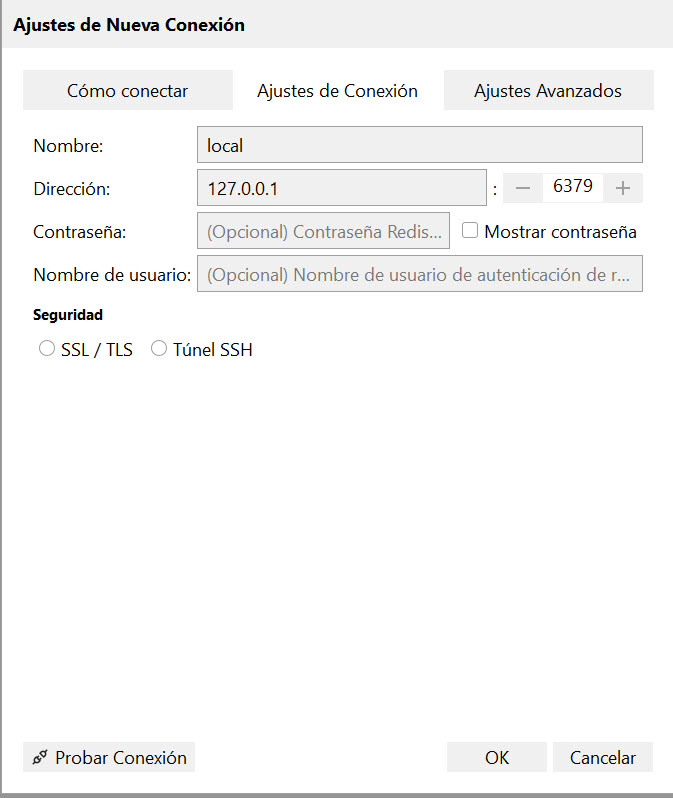 Ajustes de Nueva Conexión
Cómo conectar Ajustes de Conexión Ajustes Avanzados
Nombre: local
Dirección: 127.0.0.1 : 6379
Contraseña: (Opcional) Contraseña Redis... Mostrar contraseña
Nombre de usuario: (Opcional) Nombre de usuario de autenticación de r...
Seguridad
SSL / TLS Túnel SSH
Probar Conexión OK Cancelar